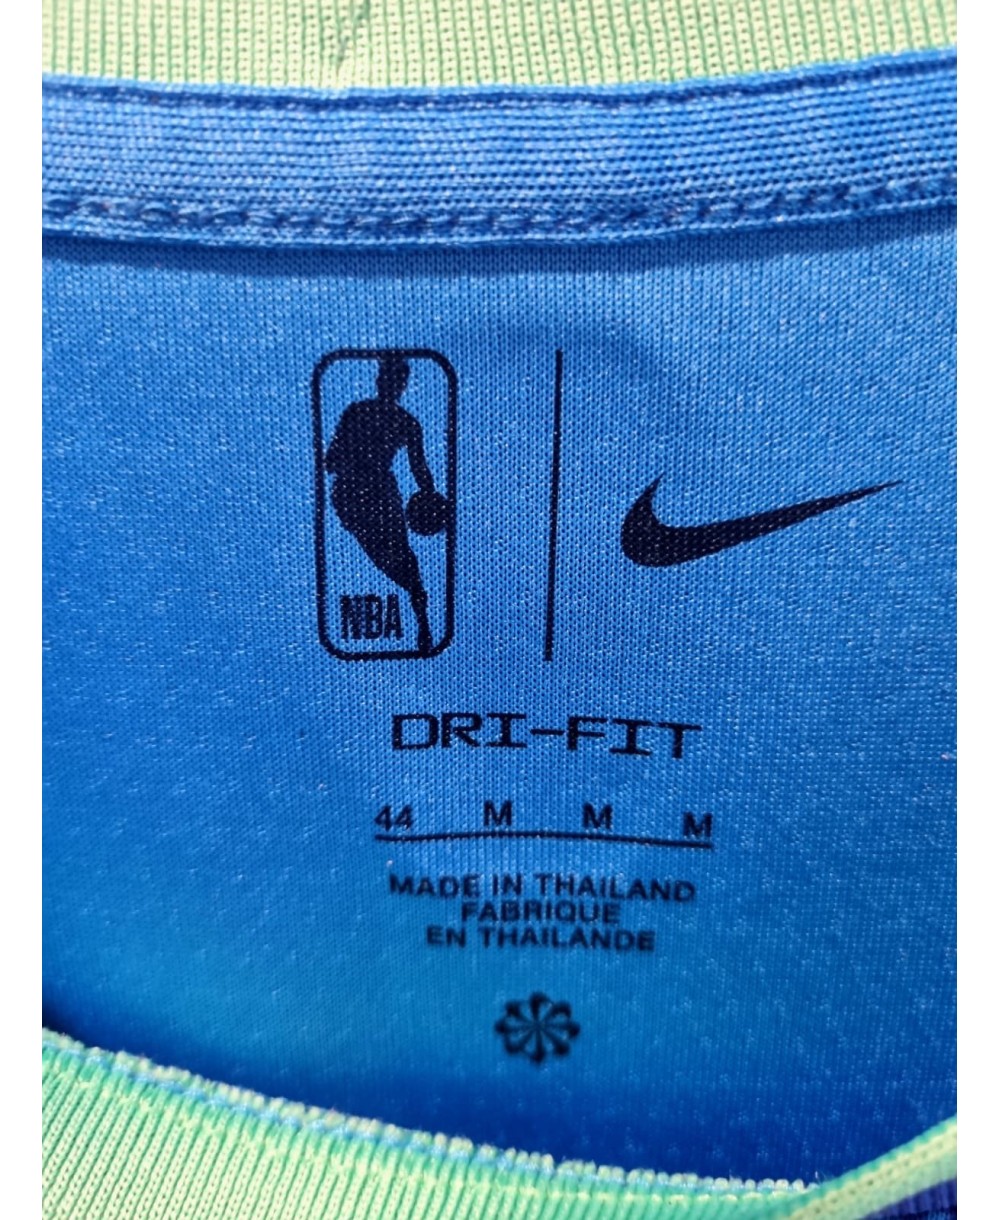 NBA
DRI-FIT
44 M M M
MADE IN THAILAND
FABRIQUE
EN THAILANDE